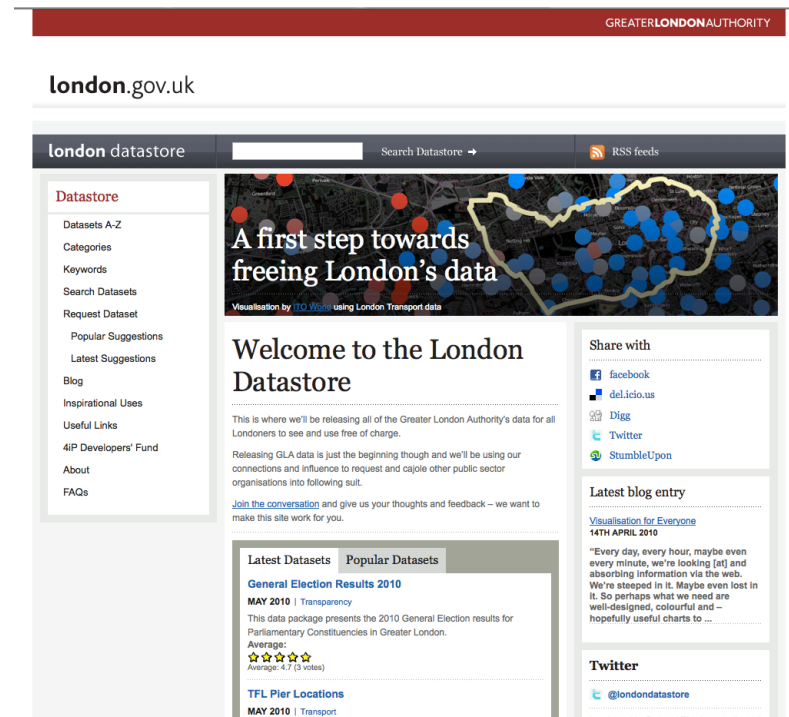 GREATERLONDONAUTHORITY
london.gov.uk
london datastore
Search Datastore ➔
RSS feeds
Datastore
Datasets A-Z
Categories
Keywords
Search Datasets
Request Dataset
Popular Suggestions
Latest Suggestions
Blog
Inspirational Uses
Useful Links
4iP Developers' Fund
About
FAQs
A first step towards
freeing London's data
Visualisation by ITO World using London Transport data
Welcome to the London
Datastore
This is where we'll be releasing all of the Greater London Authority's data for all
Londoners to see and use free of charge.
Releasing GLA data is just the beginning though and we'll be using our
connections and influence to request and cajole other public sector
organisations into following suit.
Join the conversation and give us your thoughts and feedback – we want to
make this site work for you.
Latest Datasets Popular Datasets
General Election Results 2010
MAY 2010 | Transparency
This data package presents the 2010 General Election results for
Parliamentary Constituencies in Greater London.
Average:
Average: 4.7 (3 votes)
TFL Pier Locations
MAY 2010 | Transport
Share with
facebook
del.icio.us
Digg
Twitter
StumbleUpon
Latest blog entry
Visualisation for Everyone
14TH APRIL 2010
“Every day, every hour, maybe even
every minute, we're looking [at] and
absorbing information via the web.
We're steeped in it. Maybe even lost in
it. So perhaps what we need are
well-designed, colourful and –
hopefully useful charts to ...
Twitter
@londondatastore